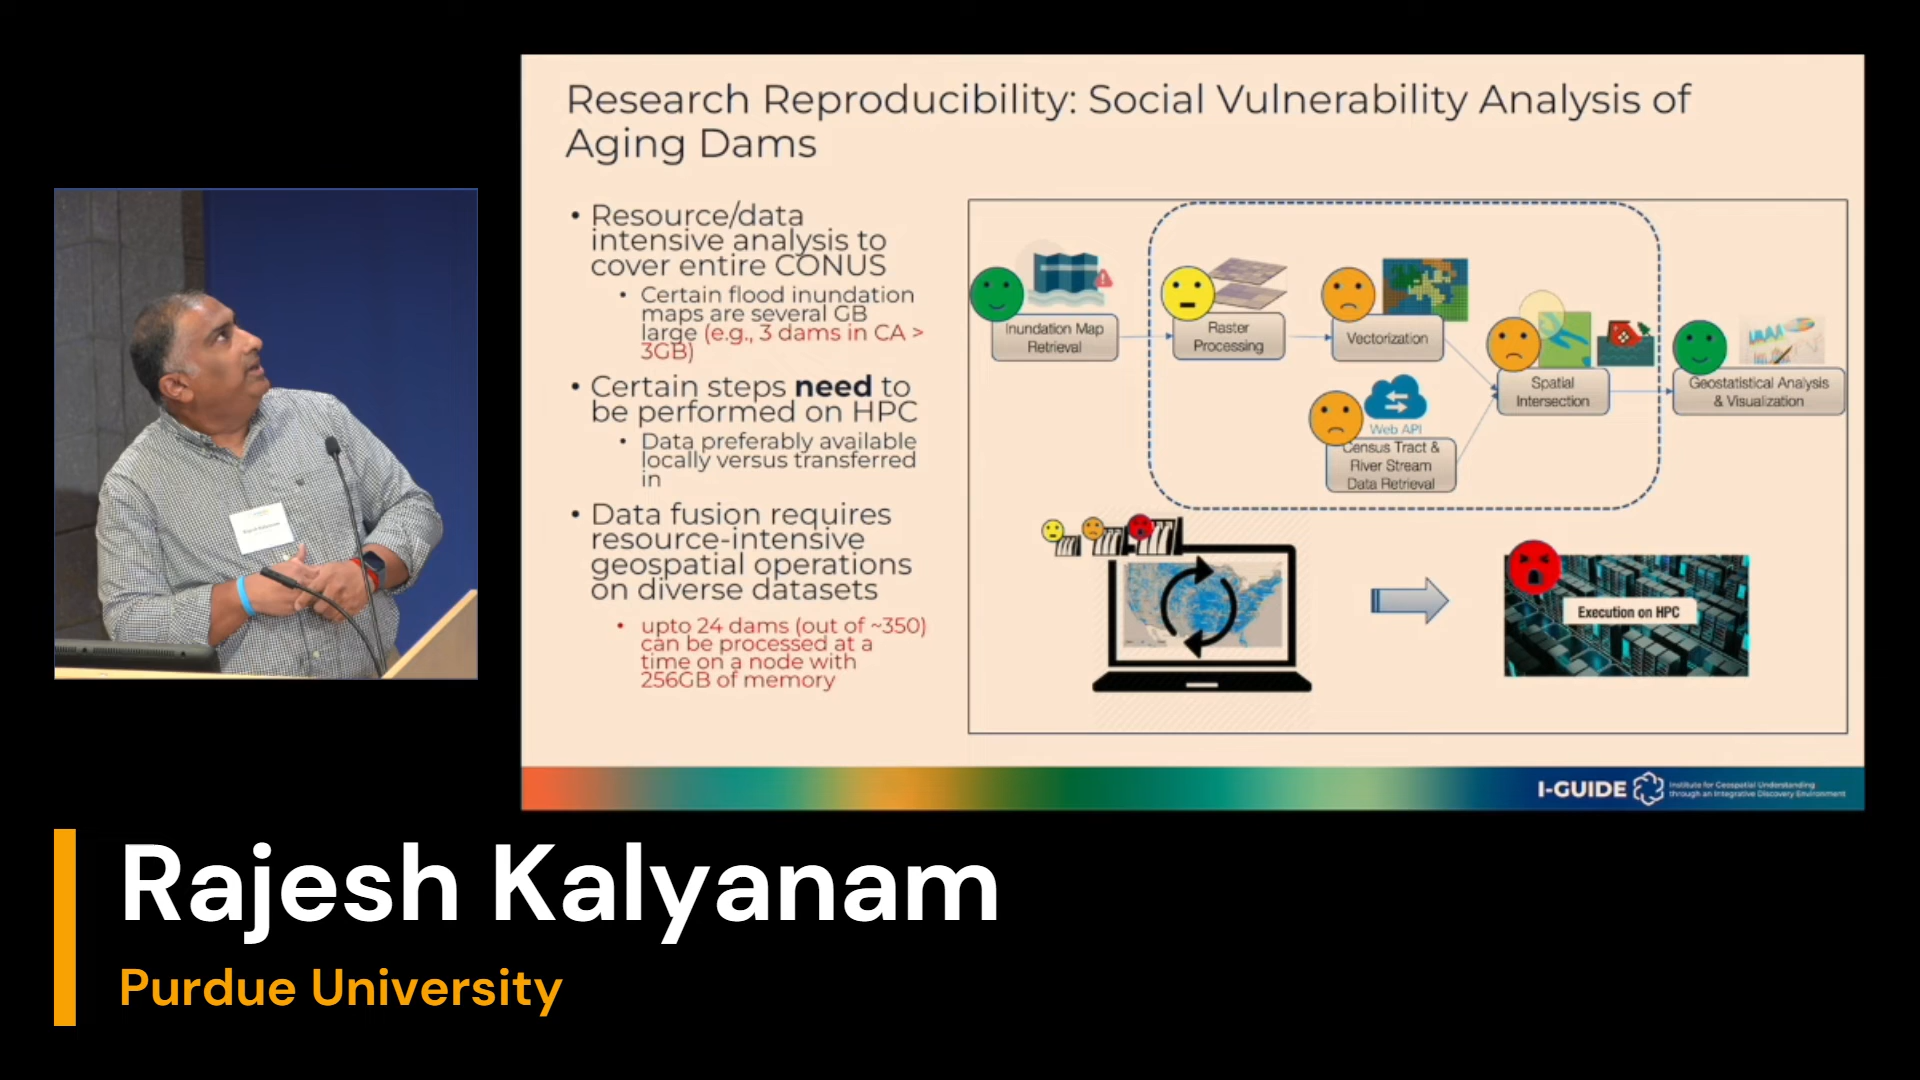 Research Reproducibility: Social Vulnerability Analysis of
Aging Dams
• Resource/data
intensive analysis to
cover entire CONUS
• Certain flood inundation
maps are several GB
large (e.g., 3 dams in CA >
3GB)
• Certain steps need to
be performed on HPC
• Data preferably available
locally versus transferred
in
• Data fusion requires
resource-intensive
geospatial operations
on diverse datasets
• upto 24 dams (out of ~350)
can be processed at a
time on a node with
256GB of memory
Inundation Map
Retrieval
Raster
Processing
Vectorization
Web API
Census Tract &
River Stream
Data Retrieval
Spatial
Intersection
Geostatistical Analysis
& Visualization
Execution on HPC
I-GUIDE
Institute for Geospatial Understanding
through an Integrative Discovery Environment
Rajesh Kalyanam
Purdue University